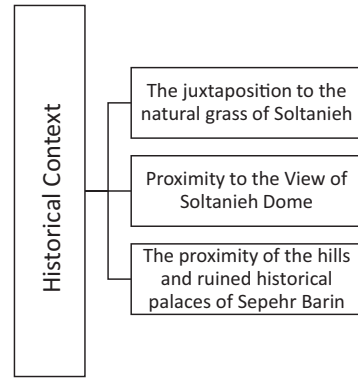 Historical Context
The juxtaposition to the
natural grass of Soltanieh
Proximity to the View of
Soltanieh Dome
The proximity of the hills
and ruined historical
palaces of Sepehr Barin